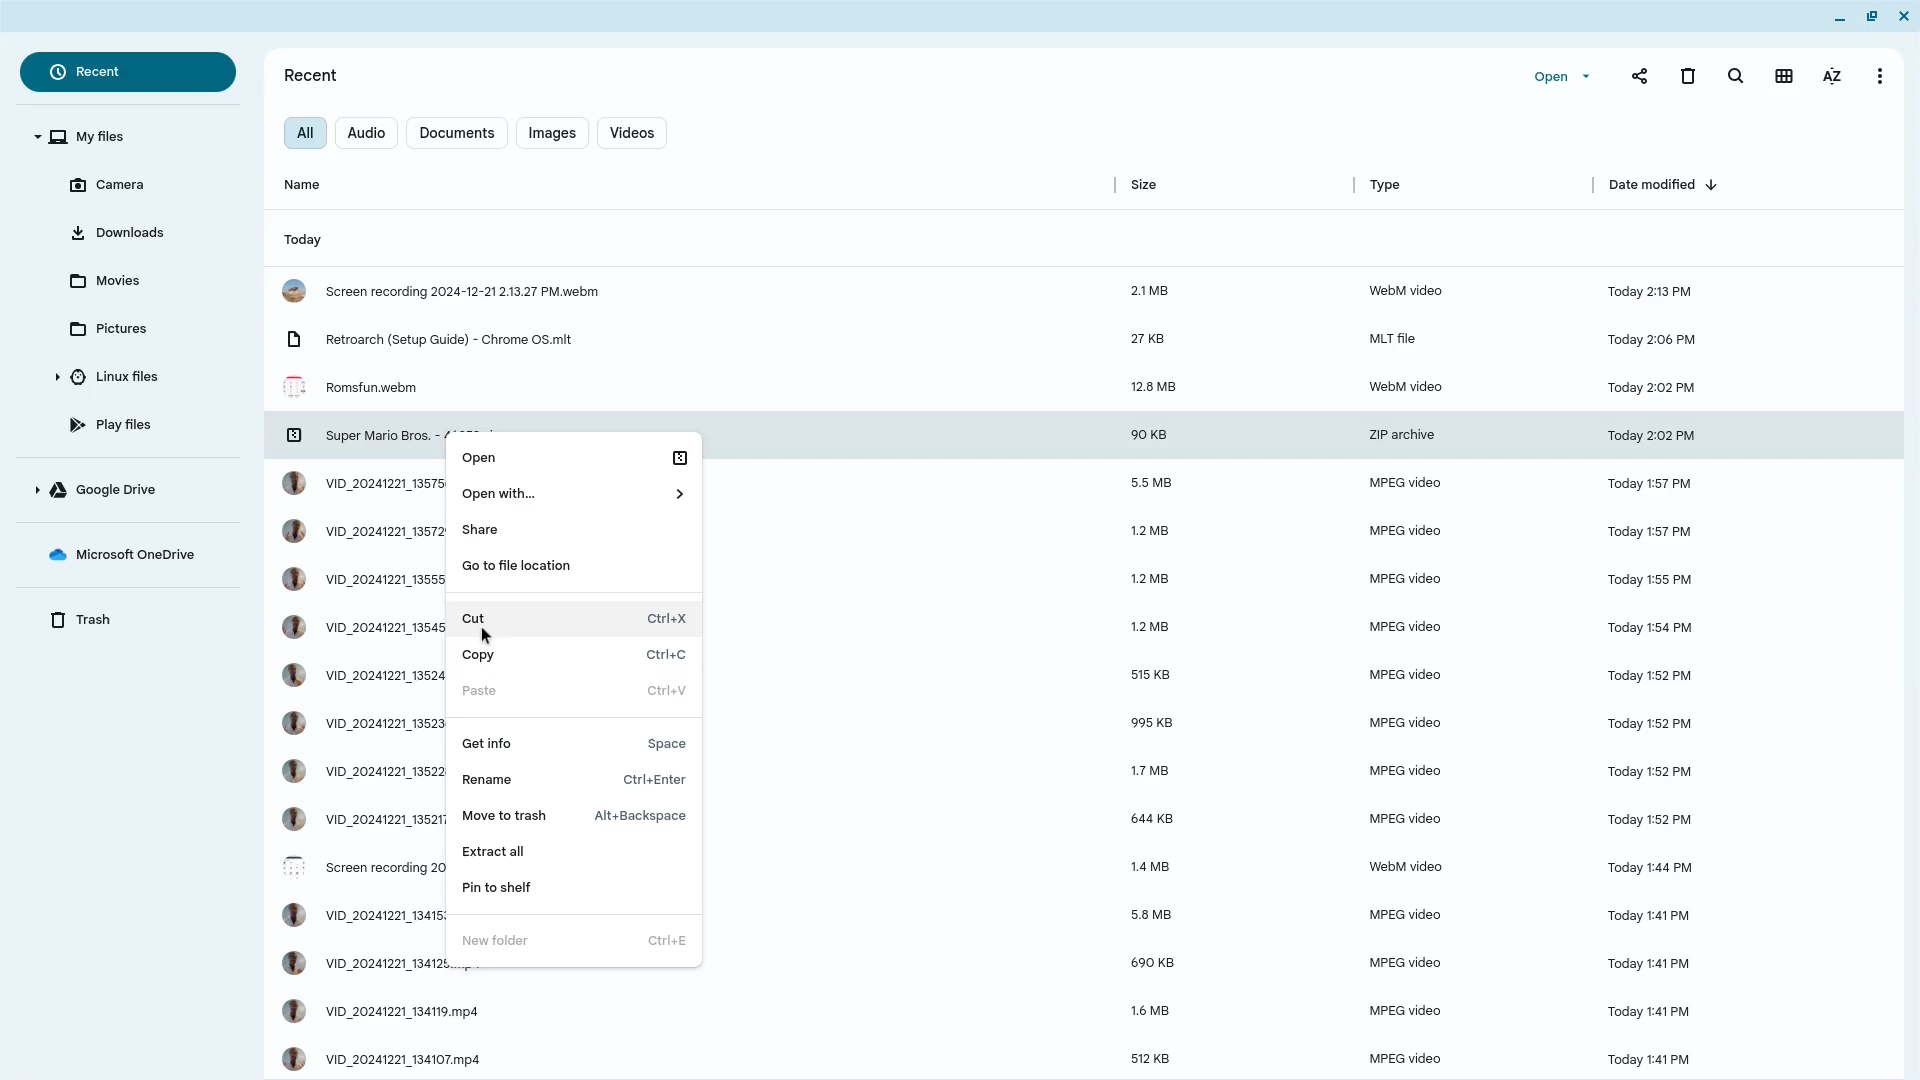 Recent
Recent
Open
AZ
My files
All
Audio
Documents
Images
Videos
Camera
Name
Size
Type
Date modified
Downloads
Today
Movies
Screen recording 2024-12-21 2.13.27 PM.webm
2.1 MB
WebM video
Today 2:13 PM
Pictures
Retroarch (Setup Guide) - Chrome OS.mlt
27 KB
MLT file
Today 2:06 PM
Linux files
Romsfun.webm
12.8 MB
WebM video
Today 2:02 PM
Play files
Super Mario Bros. -
90 KB
ZIP archive
Today 2:02 PM
Google Drive
VID_20241221_1357
5.5 MB
MPEG video
Today 1:57 PM
VID_20241221_13572
1.2 MB
MPEG video
Today 1:57 PM
Microsoft OneDrive
VID_20241221_13555
1.2 MB
MPEG video
Today 1:55 PM
Trash
VID_20241221_13545
1.2 MB
MPEG video
Today 1:54 PM
VID_20241221_13524
515 KB
MPEG video
Today 1:52 PM
VID_20241221_1352
995 KB
MPEG video
Today 1:52 PM
VID_20241221_13522
1.7 MB
MPEG video
Today 1:52 PM
VID_20241221_135217
644 KB
MPEG video
Today 1:52 PM
Screen recording 20
1.4 MB
WebM video
Today 1:44 PM
VID_20241221_13415
5.8 MB
MPEG video
Today 1:41 PM
VID_20241221_134125.mp4
690 KB
MPEG video
Today 1:41 PM
VID_20241221_134119.mp4
1.6 MB
MPEG video
Today 1:41 PM
VID_20241221_134107.mp4
512 KB
MPEG video
Today 1:41 PM
Open
Open with...
Share
Go to file location
Cut Ctrl+X
Copy Ctrl+C
Paste Ctrl+V
Get info Space
Rename Ctrl+Enter
Move to trash Alt+Backspace
Extract all
Pin to shelf
New folder Ctrl+E